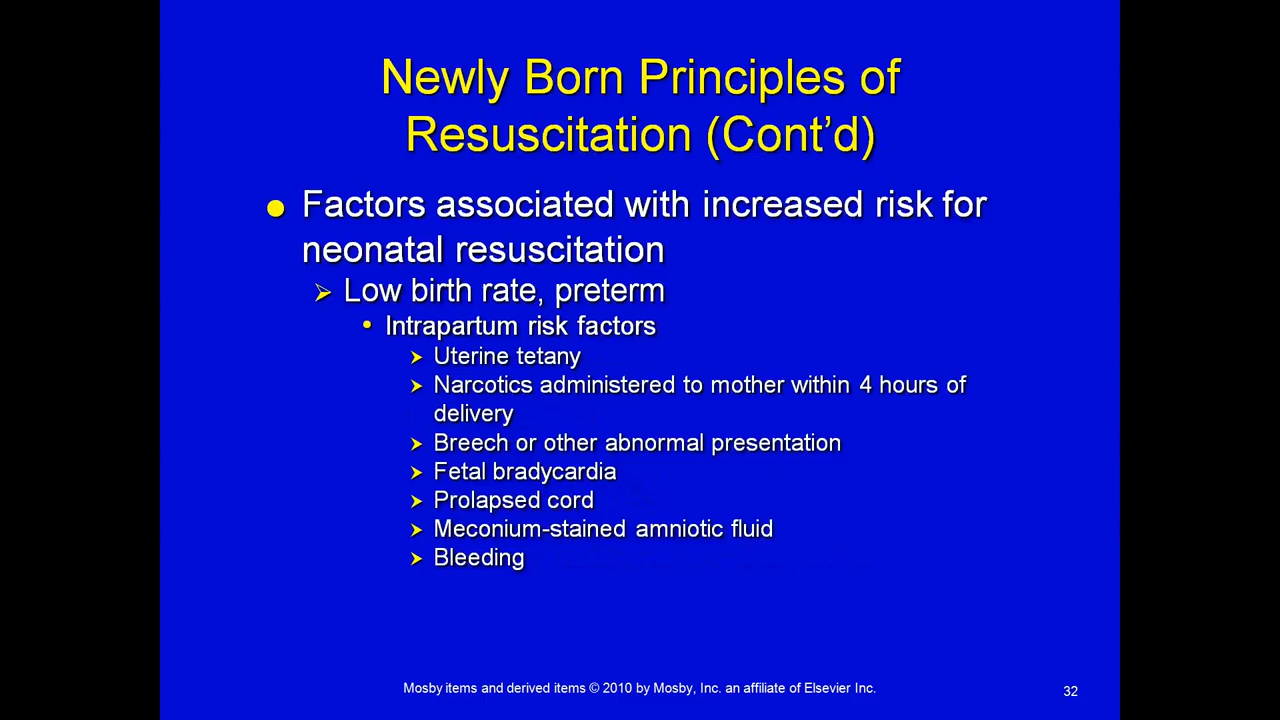 Newly Born Principles of
Resuscitation (Cont’d)
Factors associated with increased risk for
neonatal resuscitation
Low birth rate, preterm
Intrapartum risk factors
Uterine tetany
Narcotics administered to mother within 4 hours of
delivery
Breech or other abnormal presentation
Fetal bradycardia
Prolapsed cord
Meconium-stained amniotic fluid
Bleeding
Mosby items and derived items © 2010 by Mosby, Inc. an affiliate of Elsevier Inc.
32